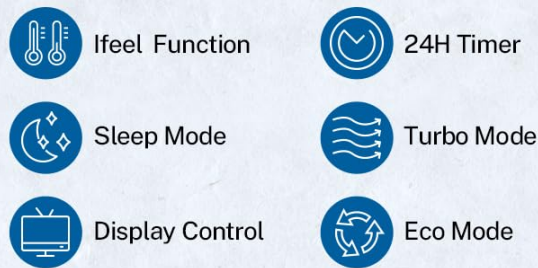 Ifeel Function
24H Timer
Sleep Mode
Turbo Mode
Display Control
Eco Mode